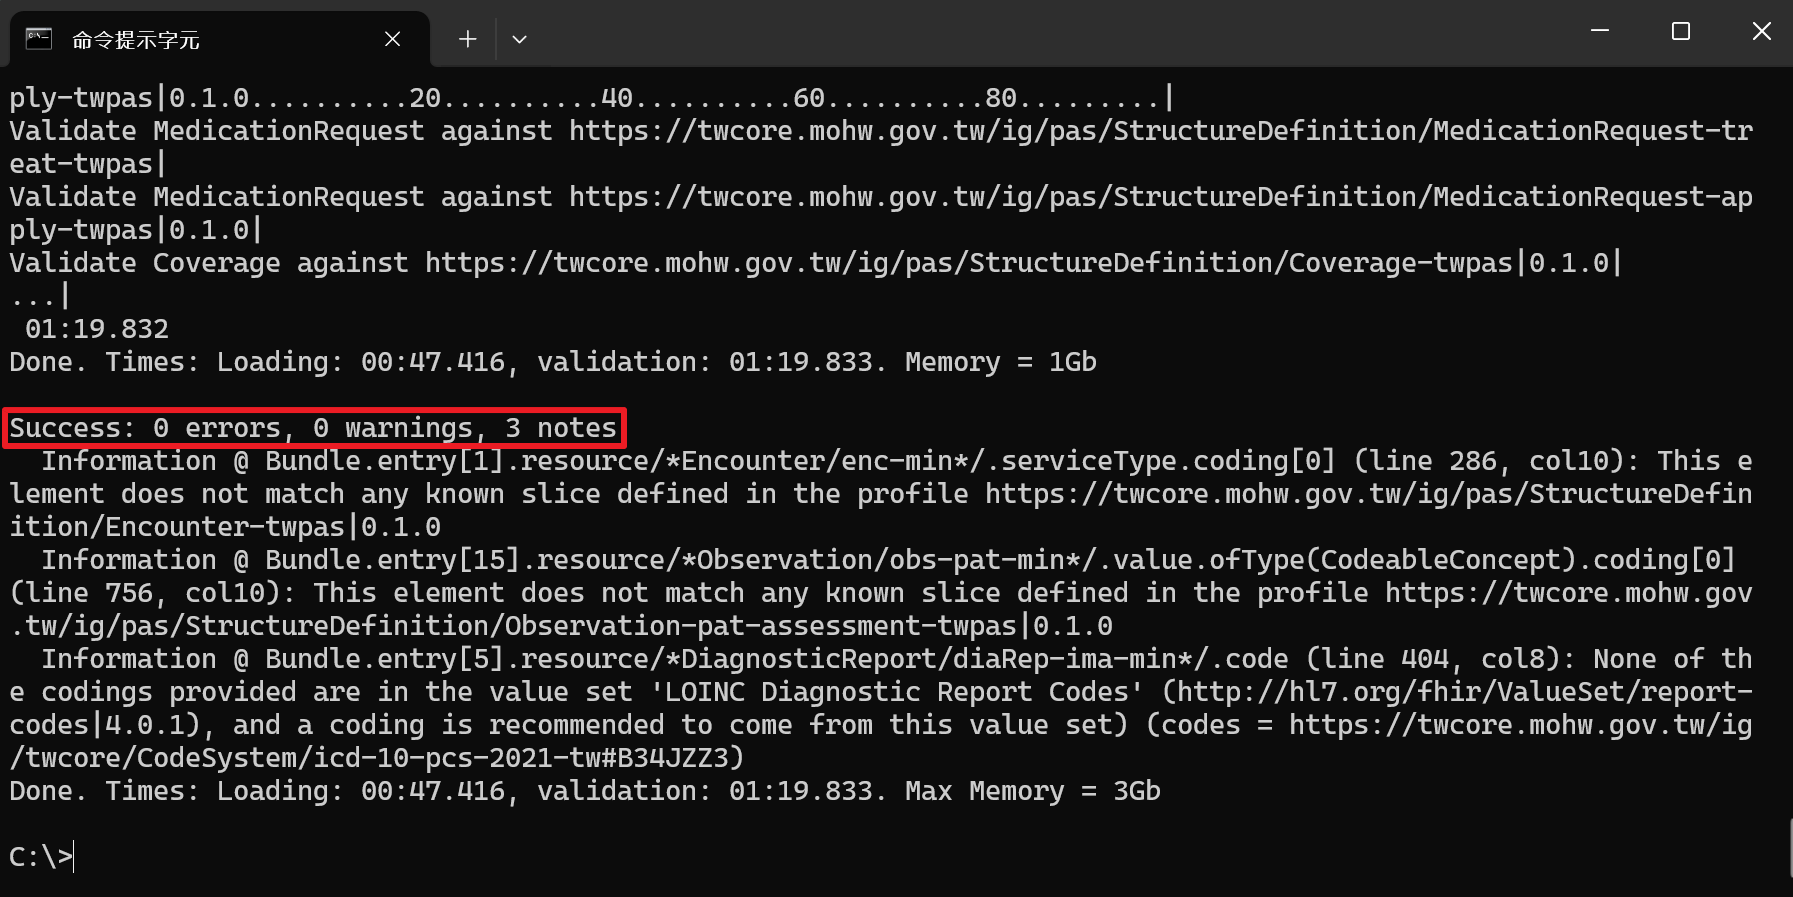 命令提示字元
ply-twpas|0.1.0..........20..........40..........60..........80.........|
Validate MedicationRequest against https://twcore.mohw.gov.tw/ig/pas/StructureDefinition/MedicationRequest-tr
eat-twpas|
Validate MedicationRequest against https://twcore.mohw.gov.tw/ig/pas/StructureDefinition/MedicationRequest-ap
ply-twpas|0.1.0|
Validate Coverage against https://twcore.mohw.gov.tw/ig/pas/StructureDefinition/Coverage-twpas|0.1.0|
...|
 01:19.832
Done. Times: Loading: 00:47.416, validation: 01:19.833. Memory = 1Gb
Success: 0 errors, 0 warnings, 3 notes
  Information @ Bundle.entry[1].resource/*Encounter/enc-min*/.serviceType.coding[0] (line 286, col10): This e
lement does not match any known slice defined in the profile https://twcore.mohw.gov.tw/ig/pas/StructureDefin
ition/Encounter-twpas|0.1.0
  Information @ Bundle.entry[15].resource/*Observation/obs-pat-min*/.value.ofType(CodeableConcept).coding[0]
(line 756, col10): This element does not match any known slice defined in the profile https://twcore.mohw.gov
.tw/ig/pas/StructureDefinition/Observation-pat-assessment-twpas|0.1.0
  Information @ Bundle.entry[5].resource/*DiagnosticReport/diaRep-ima-min*/.code (line 404, col8): None of th
e codings provided are in the value set 'LOINC Diagnostic Report Codes' (http://hl7.org/fhir/ValueSet/report-
codes|4.0.1), and a coding is recommended to come from this value set) (codes = https://twcore.mohw.gov.tw/ig
/twcore/CodeSystem/icd-10-pcs-2021-tw#B34JZZ3)
Done. Times: Loading: 00:47.416, validation: 01:19.833. Max Memory = 3Gb
C:\>